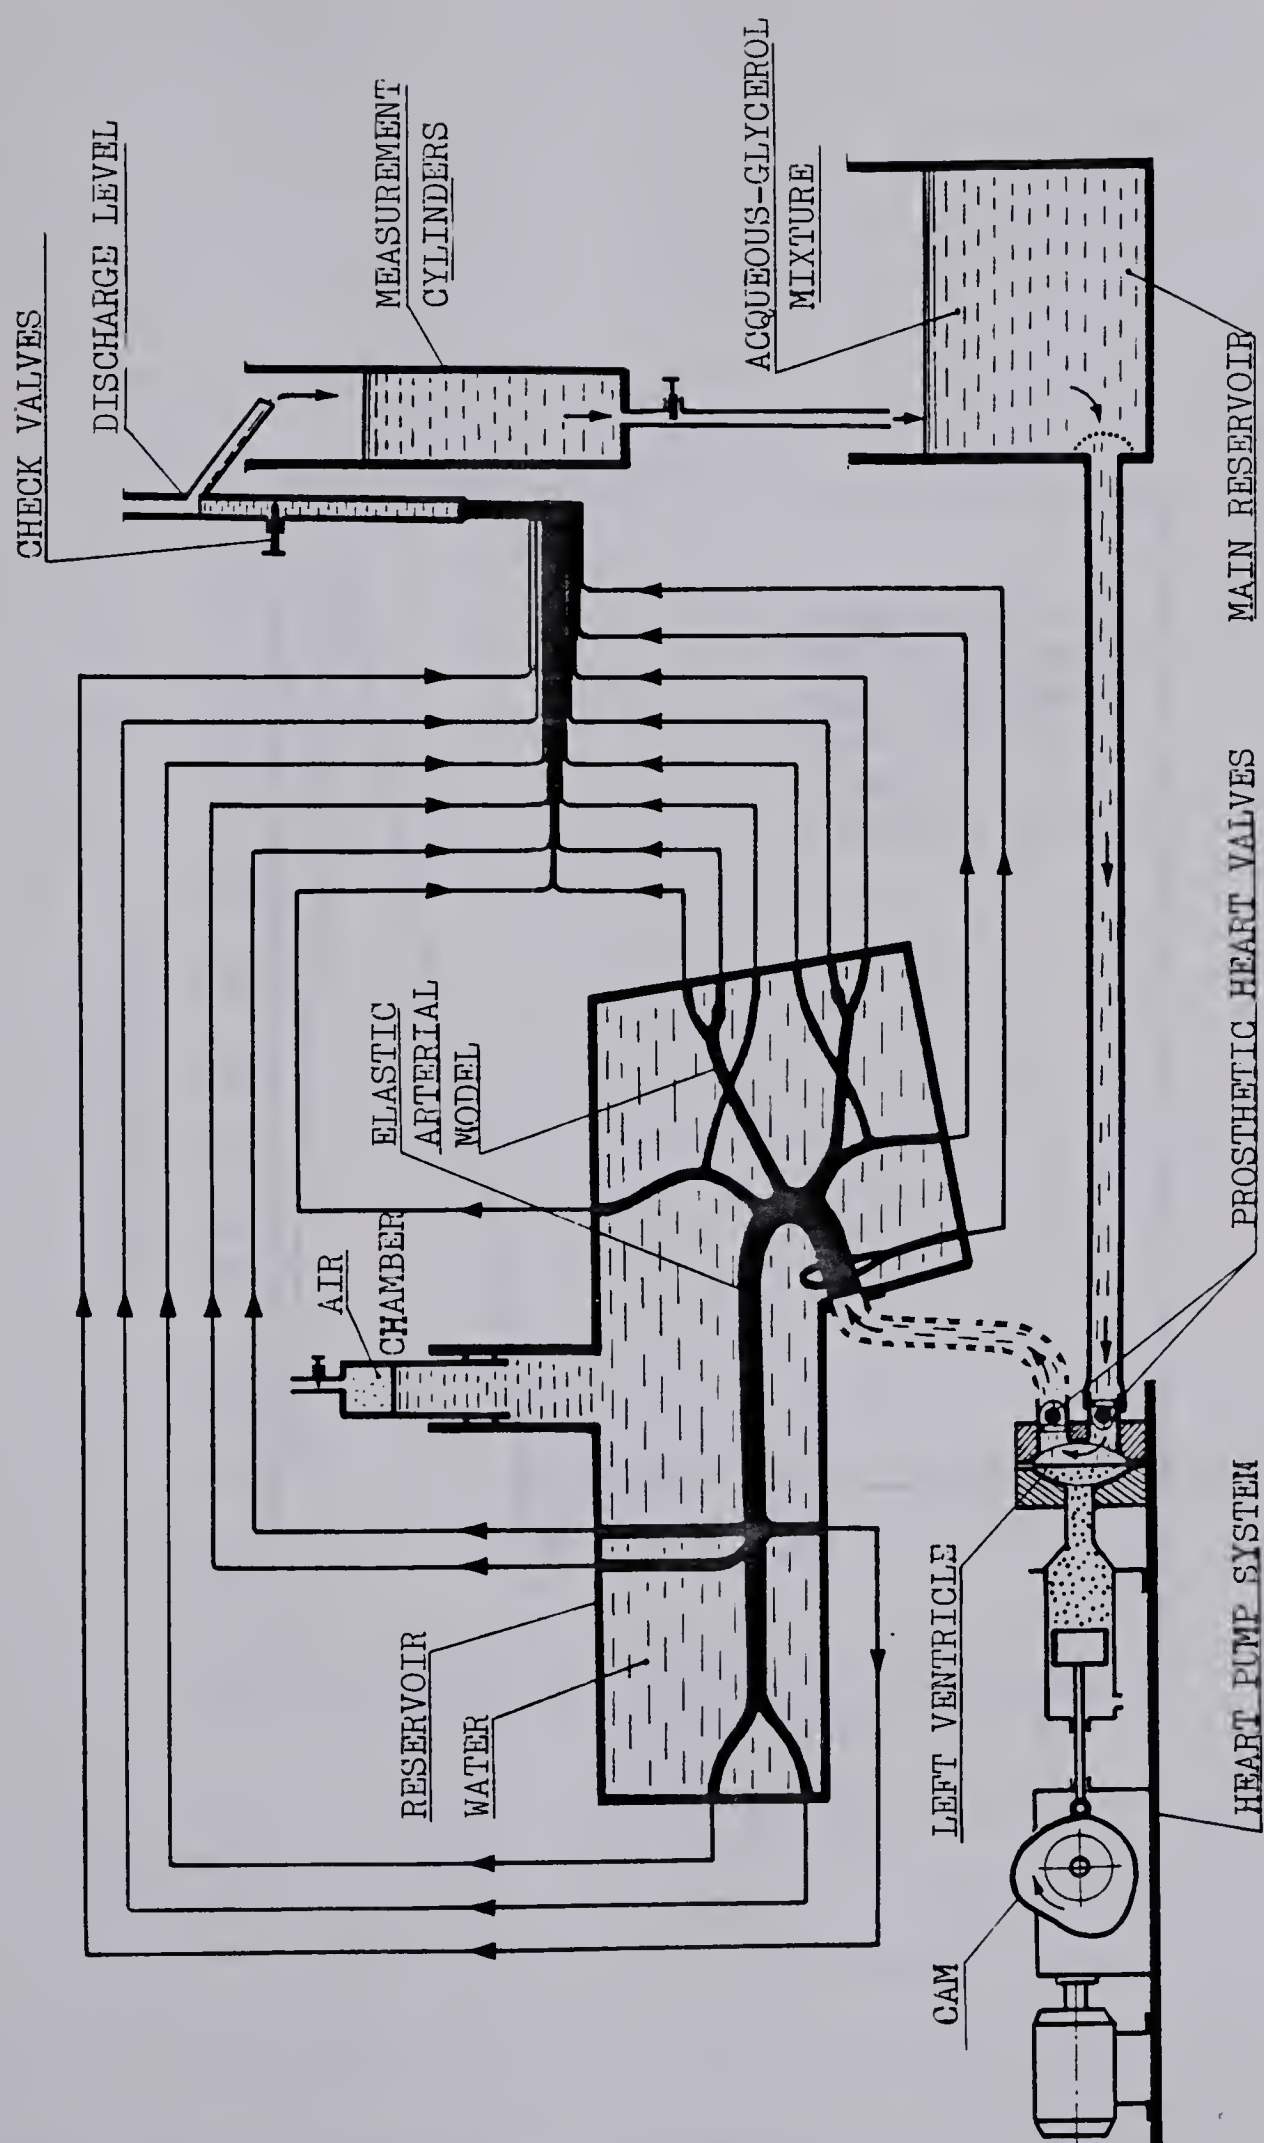 CHECK VALVES
DISCHARGE LEVEL
MEASUREMENT
CYLINDERS
ACQUEOUS-GLYCEROL
MIXTURE
MAIN RESERVOIR
ELASTIC
ARTERIAL
MODEL
AIR
CHAMBER
RESERVOIR
WATER
PROSTHETIC HEART VALVES
LEFT VENTRICLE
CAM
HEART PUMP SYSTEM